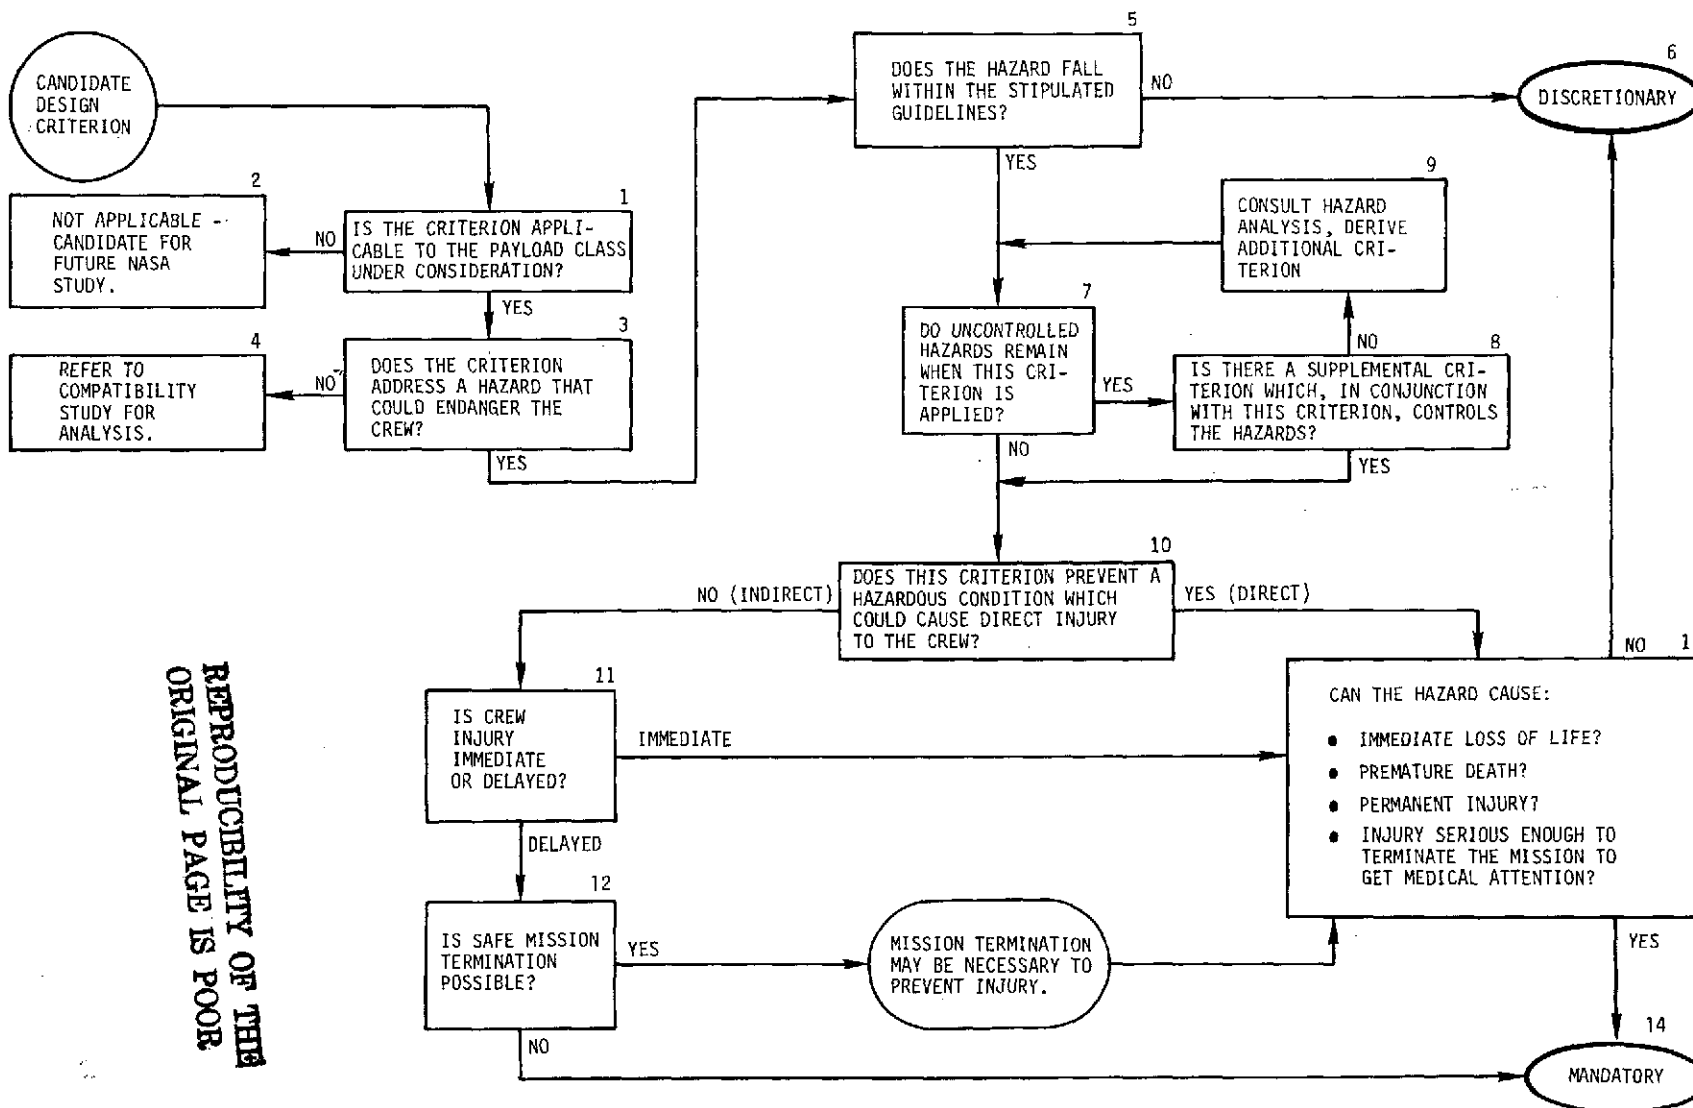 CANDIDATE
DESIGN
CRITERION
2
NOT APPLICABLE -
CANDIDATE FOR
FUTURE NASA
STUDY.
NO
1
IS THE CRITERION APPLI-
CABLE TO THE PAYLOAD CLASS
UNDER CONSIDERATION?
YES
4
REFER TO
COMPATIBILITY
STUDY FOR
ANALYSIS.
NO
3
DOES THE CRITERION
ADDRESS A HAZARD THAT
COULD ENDANGER THE
CREW?
YES
5
DOES THE HAZARD FALL
WITHIN THE STIPULATED
GUIDELINES?
NO
YES
6
DISCRETIONARY
9
CONSULT HAZARD
ANALYSIS, DERIVE
ADDITIONAL CRI-
TERION
7
DO UNCONTROLLED
HAZARDS REMAIN
WHEN THIS CRI-
TERION IS
APPLIED?
YES
NO
NO
8
IS THERE A SUPPLEMENTAL CRI-
TERION WHICH, IN CONJUNCTION
WITH THIS CRITERION, CONTROLS
THE HAZARDS?
YES
10
DOES THIS CRITERION PREVENT A
HAZARDOUS CONDITION WHICH
COULD CAUSE DIRECT INJURY
TO THE CREW?
NO (INDIRECT)
YES (DIRECT)
11
IS CREW
INJURY
IMMEDIATE
OR DELAYED?
IMMEDIATE
DELAYED
12
IS SAFE MISSION
TERMINATION
POSSIBLE?
YES
NO
MISSION TERMINATION
MAY BE NECESSARY TO
PREVENT INJURY.
NO
1
CAN THE HAZARD CAUSE:
• IMMEDIATE LOSS OF LIFE?
• PREMATURE DEATH?
• PERMANENT INJURY?
• INJURY SERIOUS ENOUGH TO
TERMINATE THE MISSION TO
GET MEDICAL ATTENTION?
YES
14
MANDATORY
REPRODUCIBILITY OF THE
ORIGINAL PAGE IS POOR